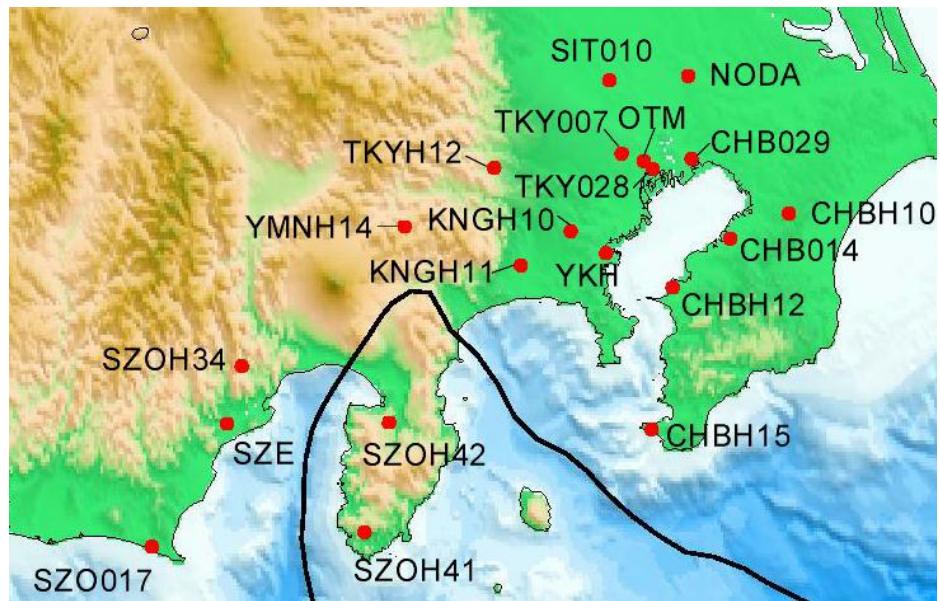 SIT010
NODA
TKY007
OTM
CHB029
TKYH12
TKY028
YMNH14
KNGH10
CHBH10
CHB014
KNGH11
YKH
CHBH12
SZOH34
SZE
SZOH42
CHBH15
SZO017
SZOH41